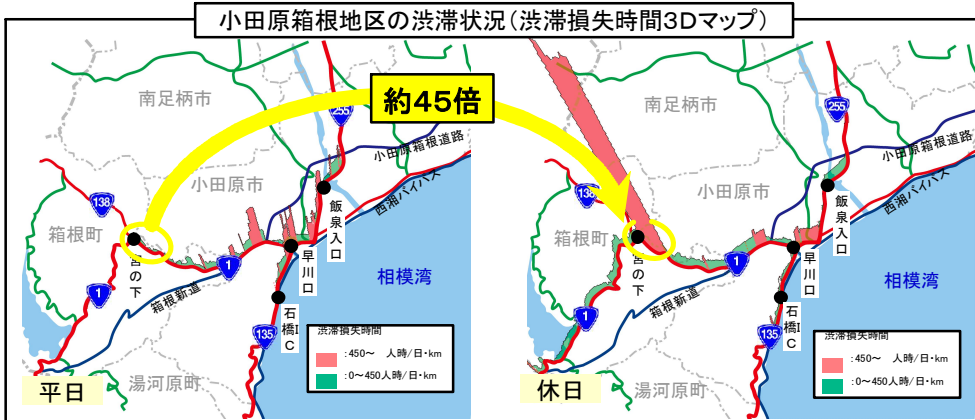 小田原箱根地区の渋滞状況(渋滞損失時間3Dマップ)
約45倍
南足柄市
255
小田原箱根道路
西湘バイパス
小田原市
138
飯泉入口
箱根町
宮の下
1
早川口
相模湾
1
箱根新道
石橋IC
135
渋滞損失時間
:450~ 人時/日・km
:0~450人時/日・km
平日
湯河原町
南足柄市
255
小田原箱根道路
西湘バイパス
小田原市
138
飯泉入口
箱根町
宮の下
1
早川口
相模湾
1
箱根新道
石橋IC
135
渋滞損失時間
:450~ 人時/日・km
:0~450人時/日・km
休日
湯河原町